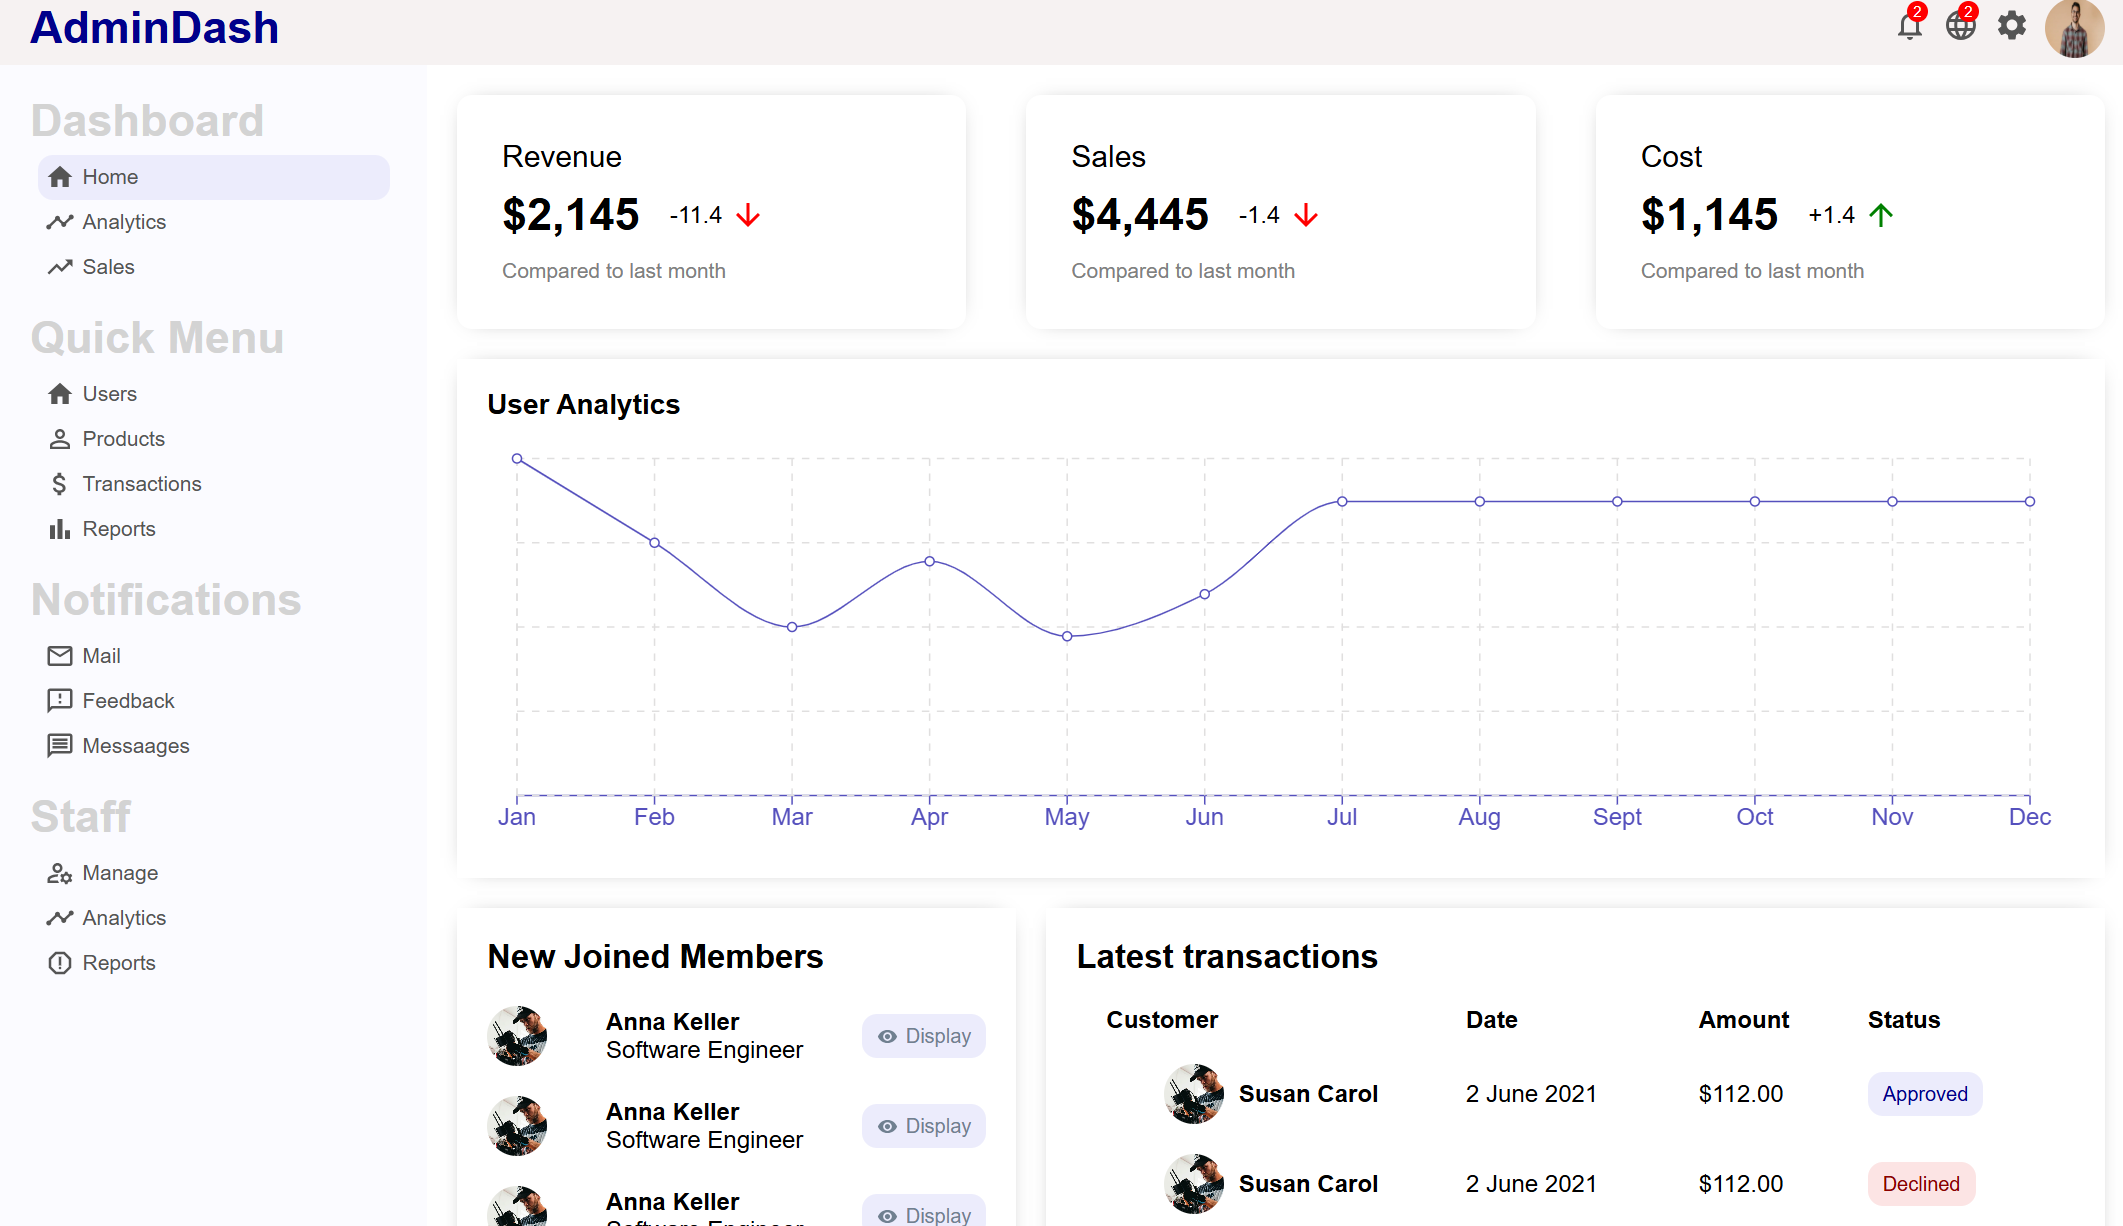 AdminDash
2
2
Dashboard
Home
Analytics
Sales
Quick Menu
Users
Products
Transactions
Reports
Notifications
Mail
Feedback
Messaages
Staff
Manage
Analytics
Reports
Revenue
$2,145 -11.4
Compared to last month
Sales
$4,445 -1.4
Compared to last month
Cost
$1,145 +1.4
Compared to last month
User Analytics
Jan Feb Mar Apr May Jun Jul Aug Sept Oct Nov Dec
New Joined Members
Anna Keller
Software Engineer
Display
Anna Keller
Software Engineer
Display
Anna Keller
Software Engineer
Display
Latest transactions
Customer Date Amount Status
Susan Carol 2 June 2021 $112.00 Approved
Susan Carol 2 June 2021 $112.00 Declined